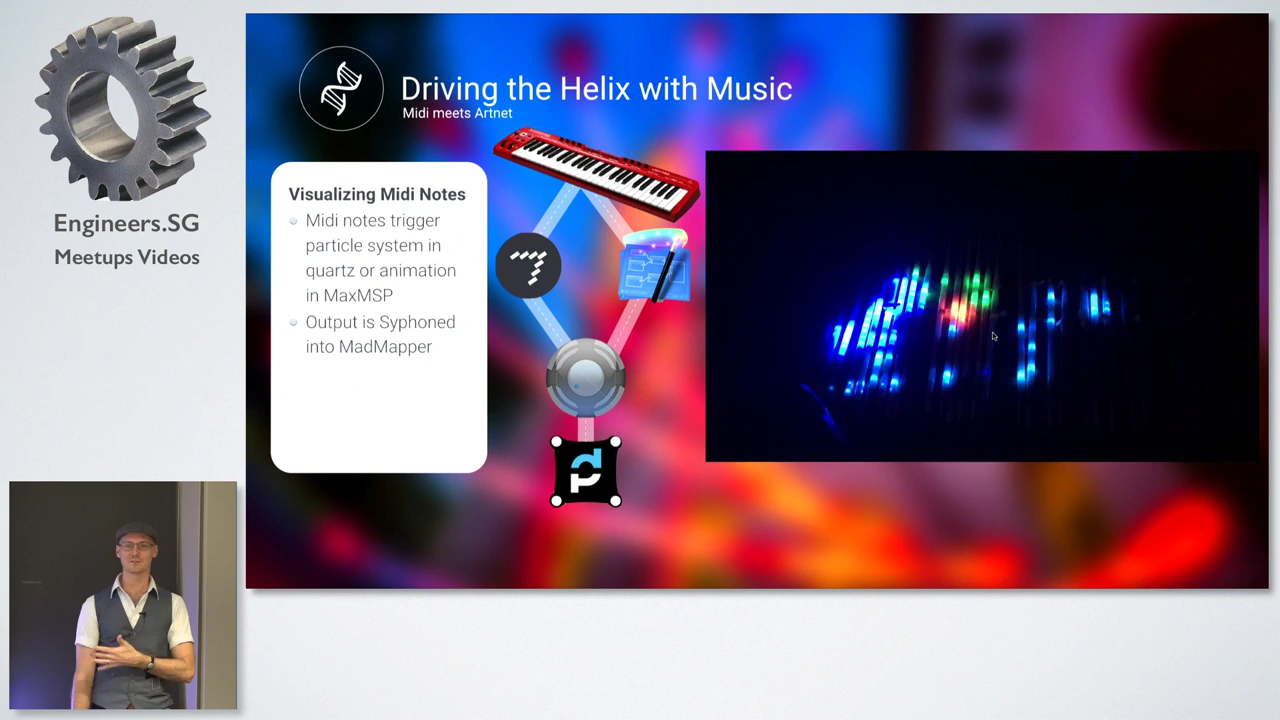 Engineers.SG
Meetups Videos
Driving the Helix with Music
Midi meets Artnet
Visualizing Midi Notes
Midi notes trigger
particle system in
quartz or animation
in MaxMSP
Output is Syphoned
into MadMapper